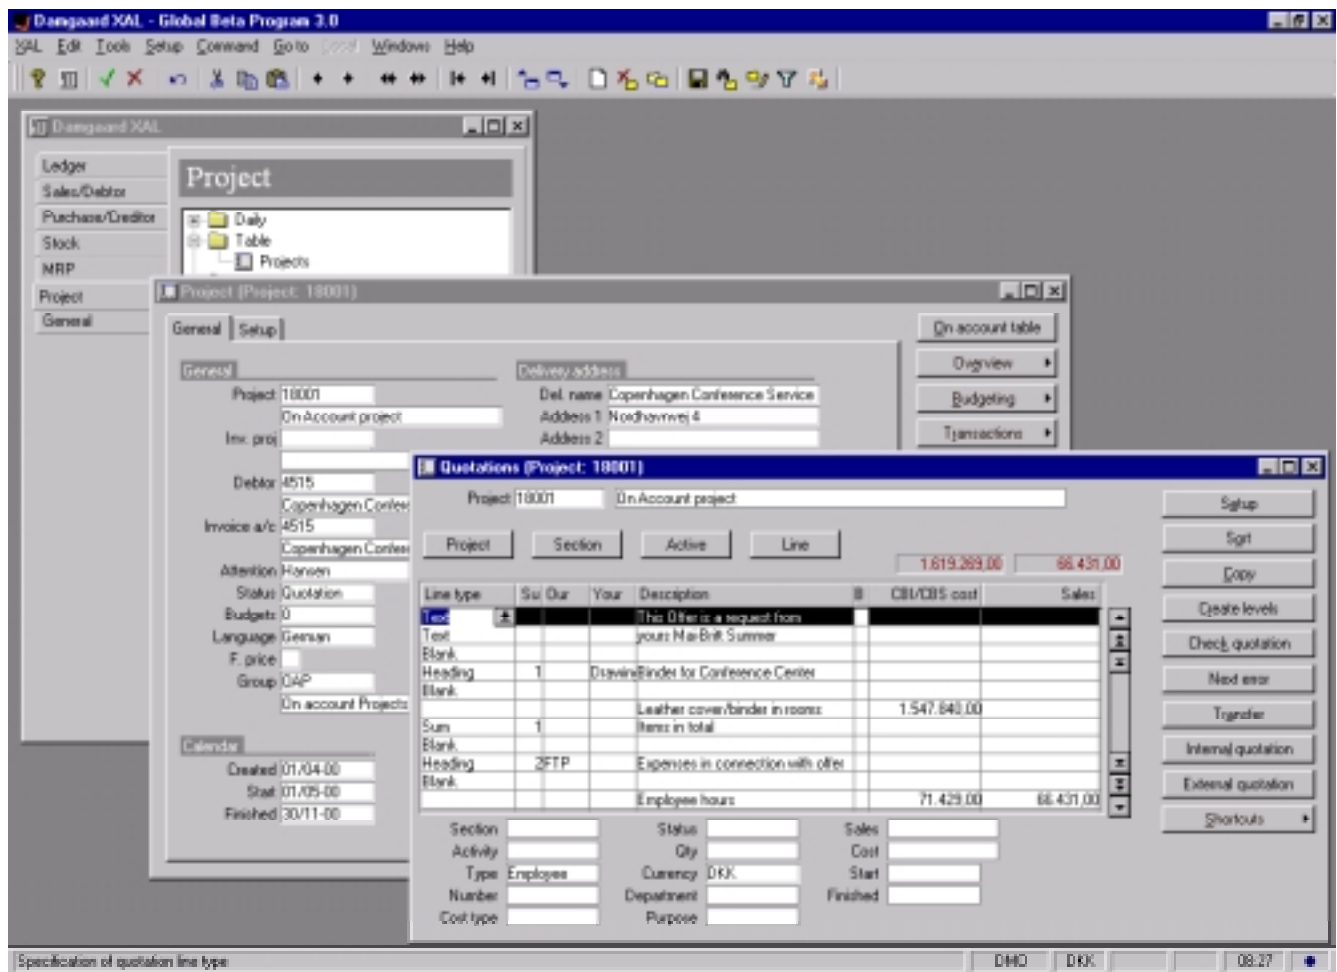 Damgaard XAL - Global Beta Program 3.0
XAL Edit Tools Setup Command Go to Local Windows Help
Damgaard XAL
Ledger
Sales/Debtor
Purchase/Creditor
Stock
MRP
Project
General
Project
Daily
Table
Projects
Project (Project: 18001)
General Setup
On account table
Overview
Budgeting
Transactions
General
Project 18001
On Account project
Inv. proj
Debtor 4515
Copenhagen Confer
Invoice a/c 4515
Copenhagen Confer
Attention Hansen
Status Quotation
Budgets 0
Language German
F. price
Group OAP
On account Projects
Calendar
Created 01/04-00
Start 01/05-00
Finished 30/11-00
Delivery address
Del. name Copenhagen Conference Service
Address 1 Nordhavnvej 4
Address 2
Quotations (Project: 18001)
Project 18001 On Account project
Project Section Active Line
1.619.269,00 66.431,00
Line type Su Our Your Description B CBI/CBS cost Sales
Text This Offer is a request from
Text yours Mai-Britt Summer
Blank
Heading 1 Drawin Binder for Conference Center
Blank
Leather cover/binder in rooms 1.547.840,00
Sum 1 Items in total
Blank
Heading 2 FTP Expenses in connection with offer
Blank
Employee hours 71.429,00 66.431,00
Section Status Sales
Activity Qty Cost
Type Employee Currency DKK Start
Number Department Finished
Cost type Purpose
Setup
Sort
Copy
Create levels
Check quotation
Next error
Transfer
Internal quotation
External quotation
Shortcuts
Specification of quotation line type DMO DKK 08:27